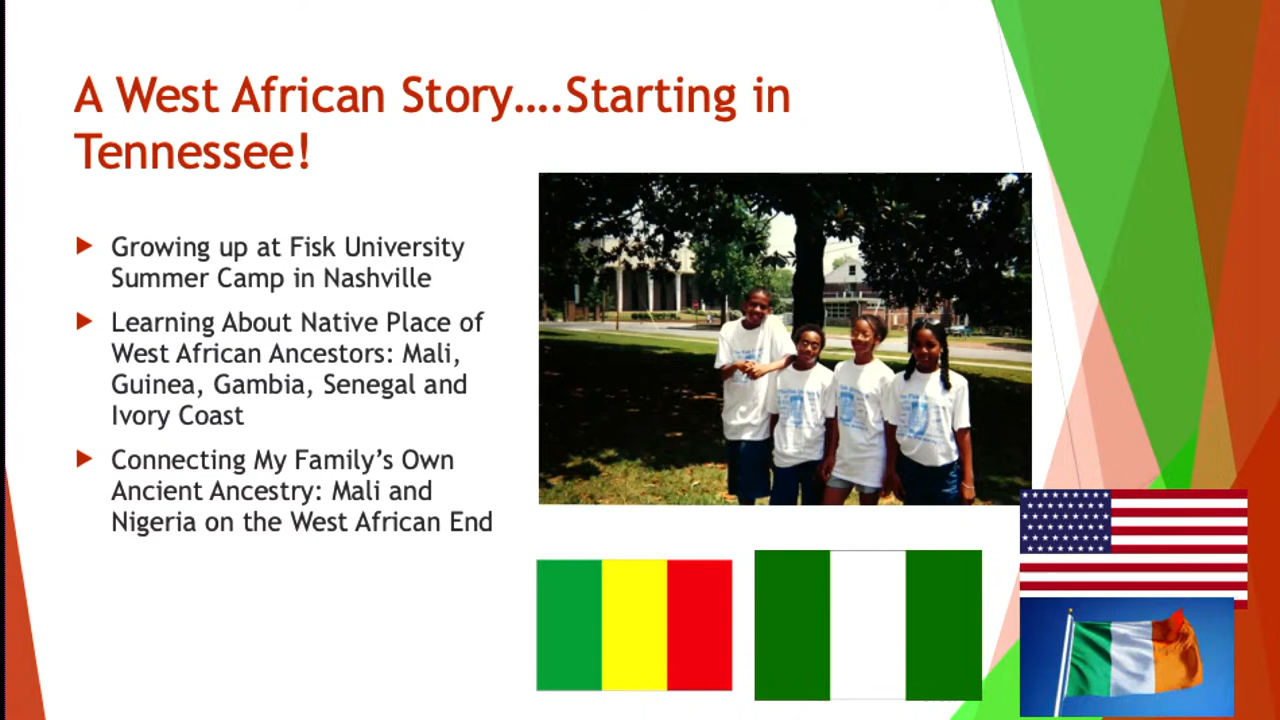 A West African Story....Starting in
Tennessee!
Growing up at Fisk University
Summer Camp in Nashville
Learning About Native Place of
West African Ancestors: Mali,
Guinea, Gambia, Senegal and
Ivory Coast
Connecting My Family’s Own
Ancient Ancestry: Mali and
Nigeria on the West African End